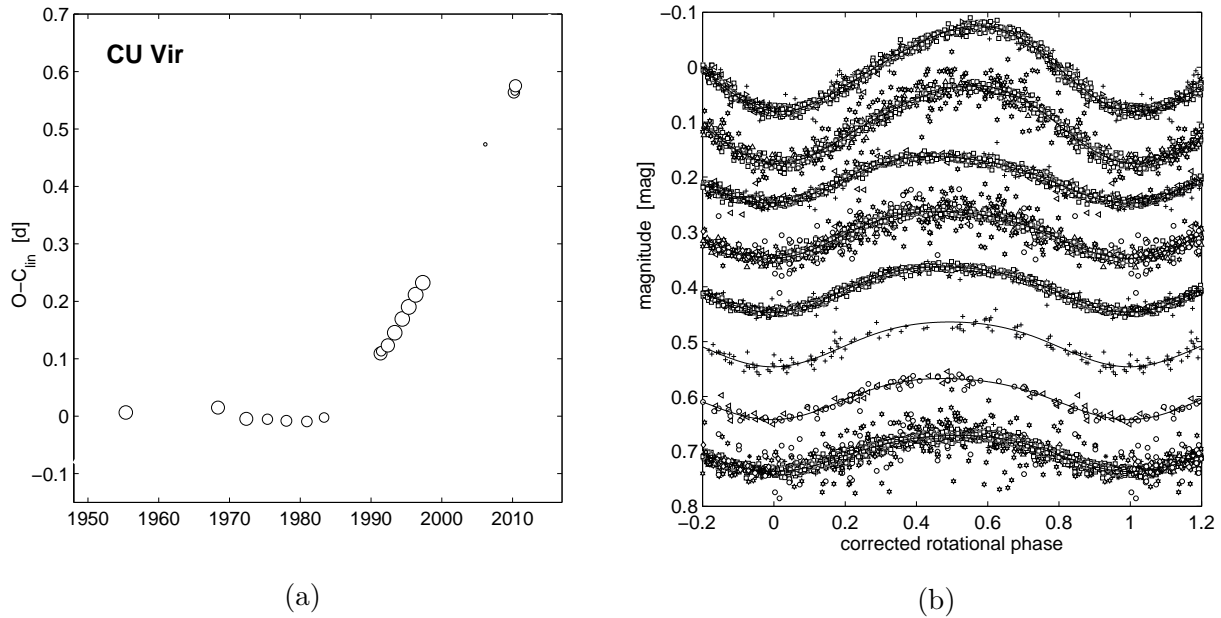 0.7
0.6
0.5
0.4
0.3
0.2
0.1
0
−0.1
O−C_lin [d]
CU Vir
1950 1960 1970 1980 1990 2000 2010
(a)
−0.1
0
0.1
0.2
0.3
0.4
0.5
0.6
0.7
0.8
magnitude [mag]
−0.2 0 0.2 0.4 0.6 0.8 1 1.2
corrected rotational phase
(b)